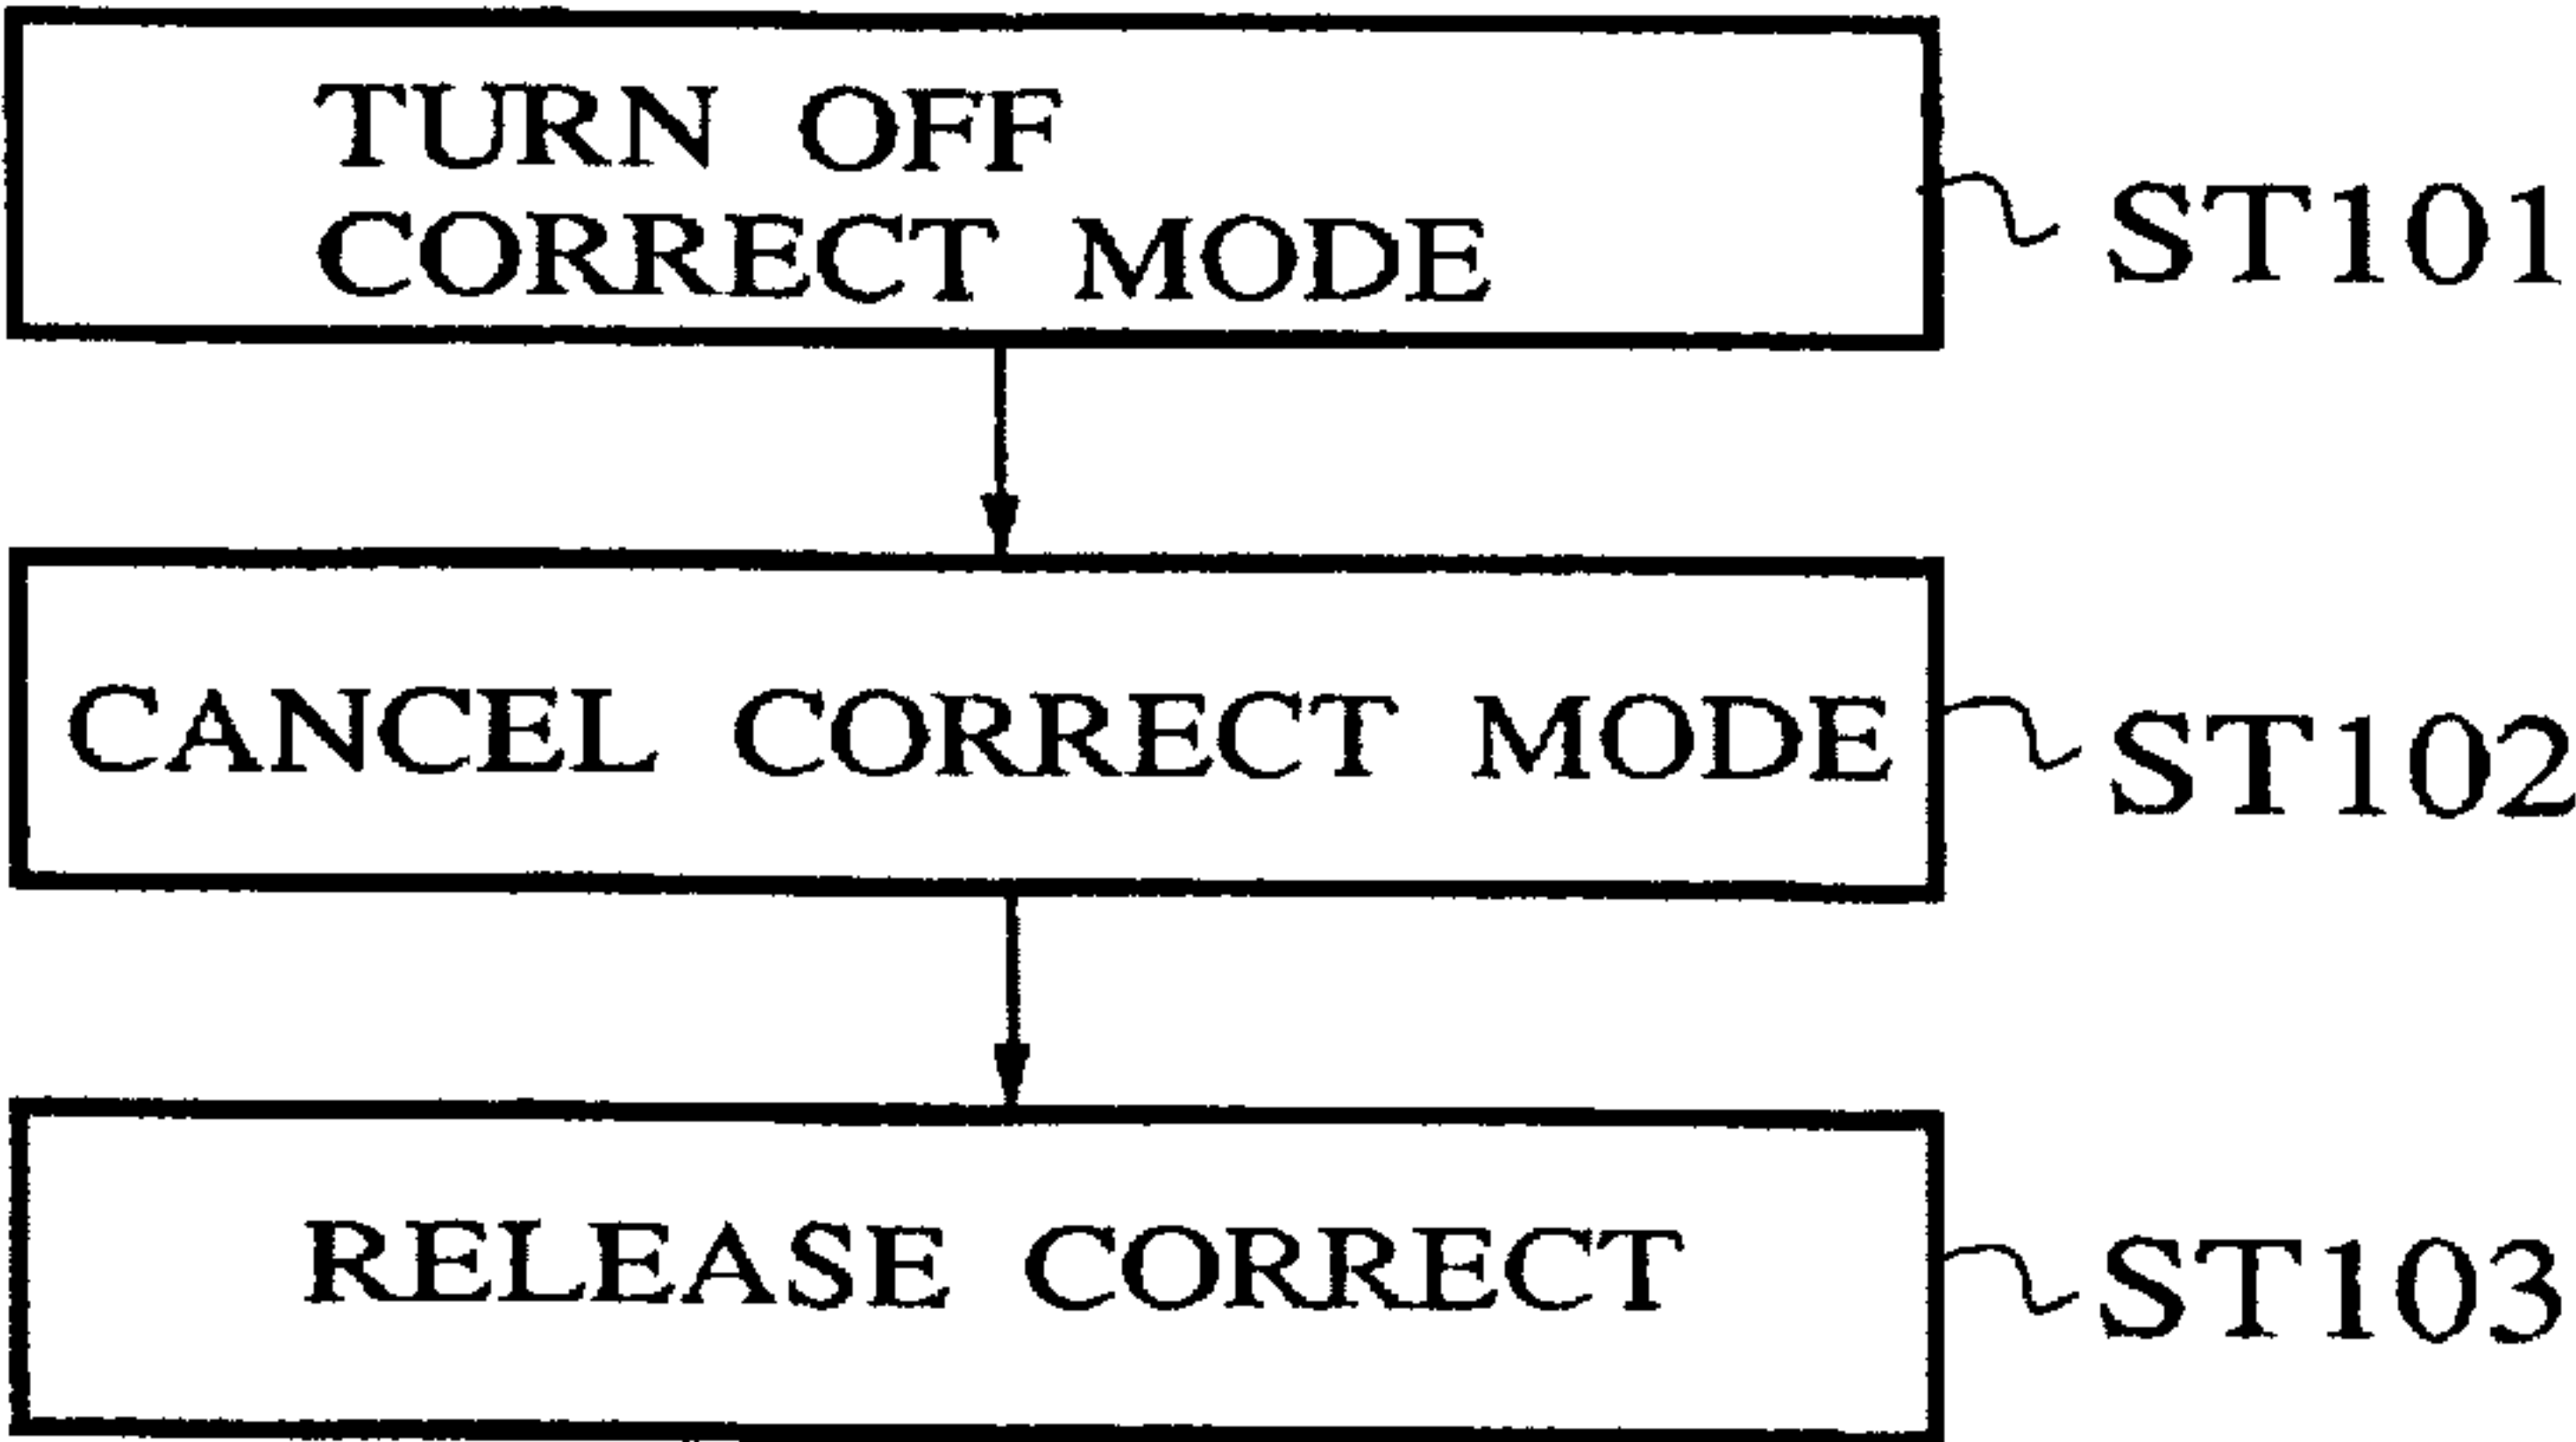 TURN OFF
CORRECT MODE
ST101
CANCEL CORRECT MODE
ST102
RELEASE CORRECT
ST103